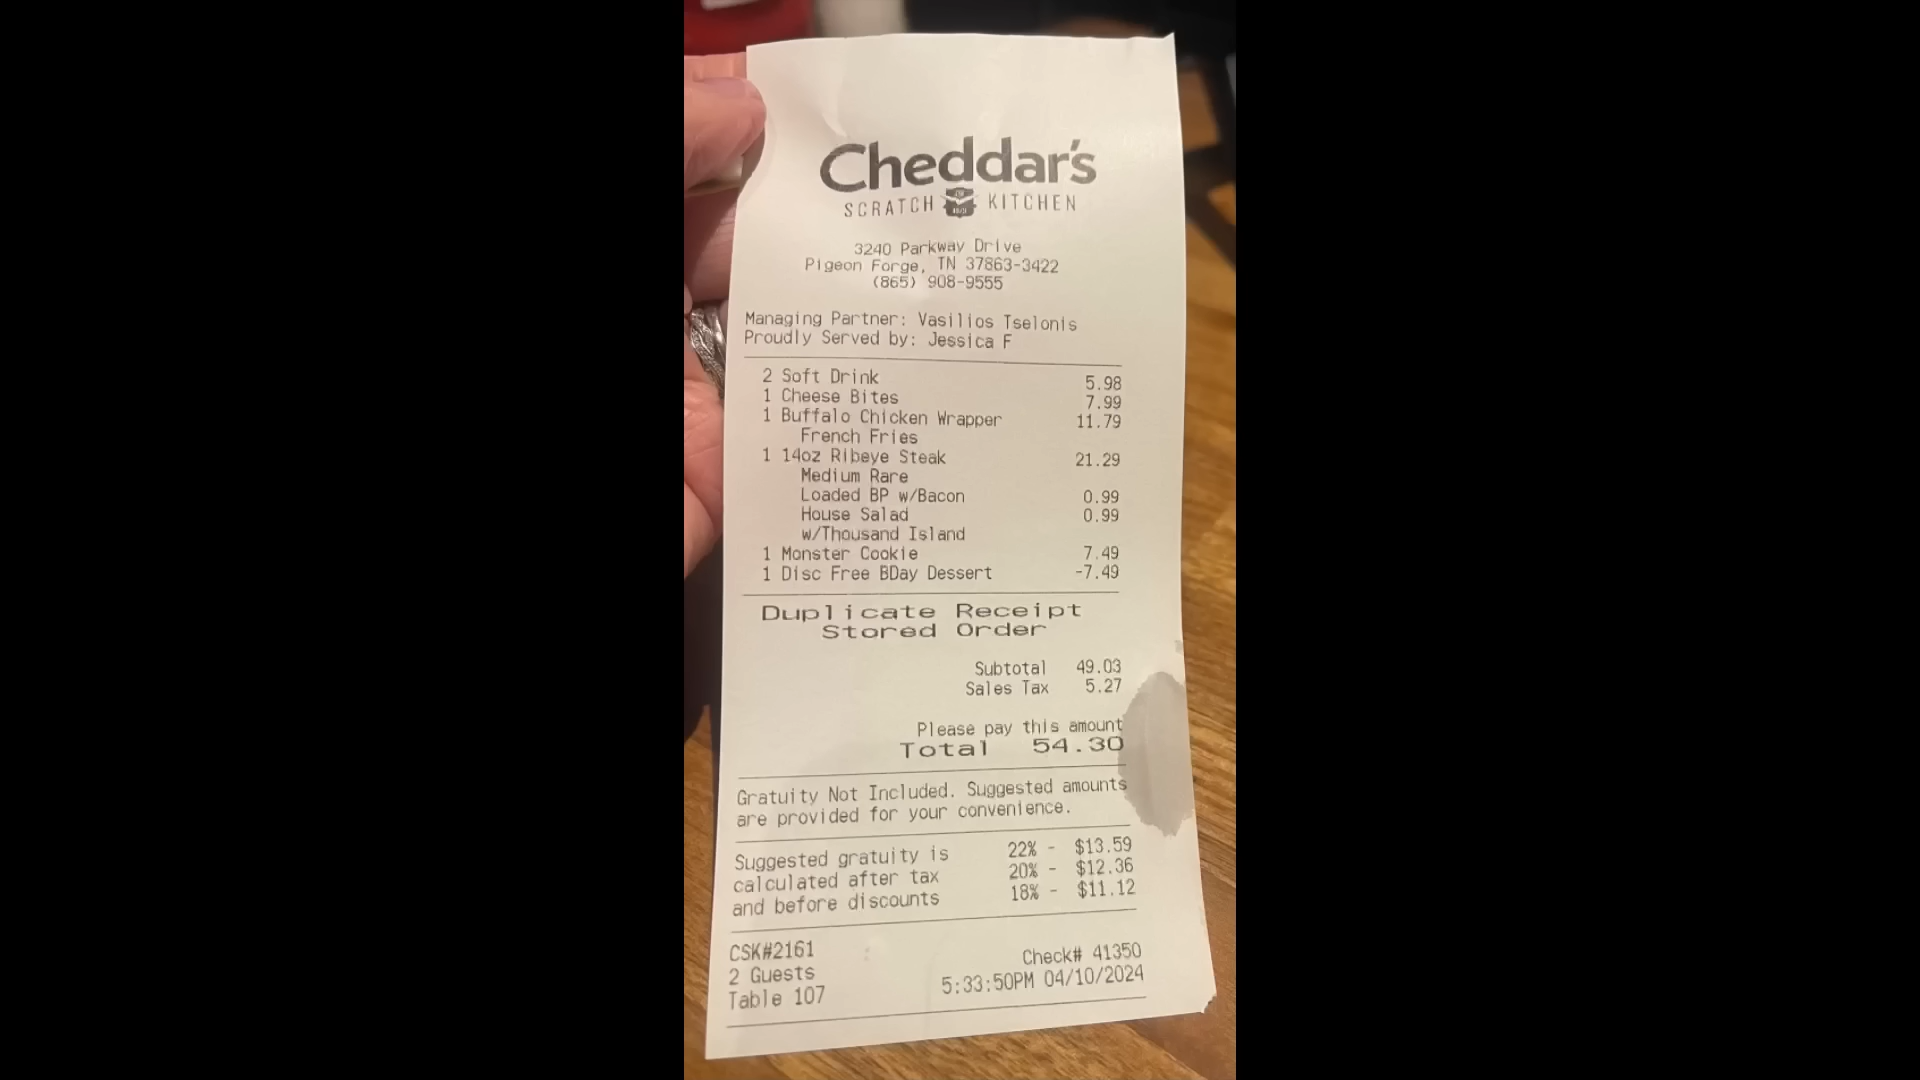 Cheddar's
SCRATCH KITCHEN
3240 Parkway Drive
Pigeon Forge, TN 37863-3422
(865) 908-9555
Managing Partner: Vasilios Tselonis
Proudly Served by: Jessica F
2 Soft Drink 5.98
1 Cheese Bites 7.99
1 Buffalo Chicken Wrapper 11.79
French Fries
1 14oz Ribeye Steak 21.29
Medium Rare
Loaded BP w/Bacon 0.99
House Salad 0.99
w/Thousand Island
1 Monster Cookie 7.49
1 Disc Free BDay Dessert -7.49
Duplicate Receipt
Stored Order
Subtotal 49.03
Sales Tax 5.27
Please pay this amount
Total 54.30
Gratuity Not Included. Suggested amounts
are provided for your convenience.
Suggested gratuity is 22% - $13.59
calculated after tax 20% - $12.36
and before discounts 18% - $11.12
CSK#2161
2 Guests Check# 41350
Table 107 5:33:50PM 04/10/2024